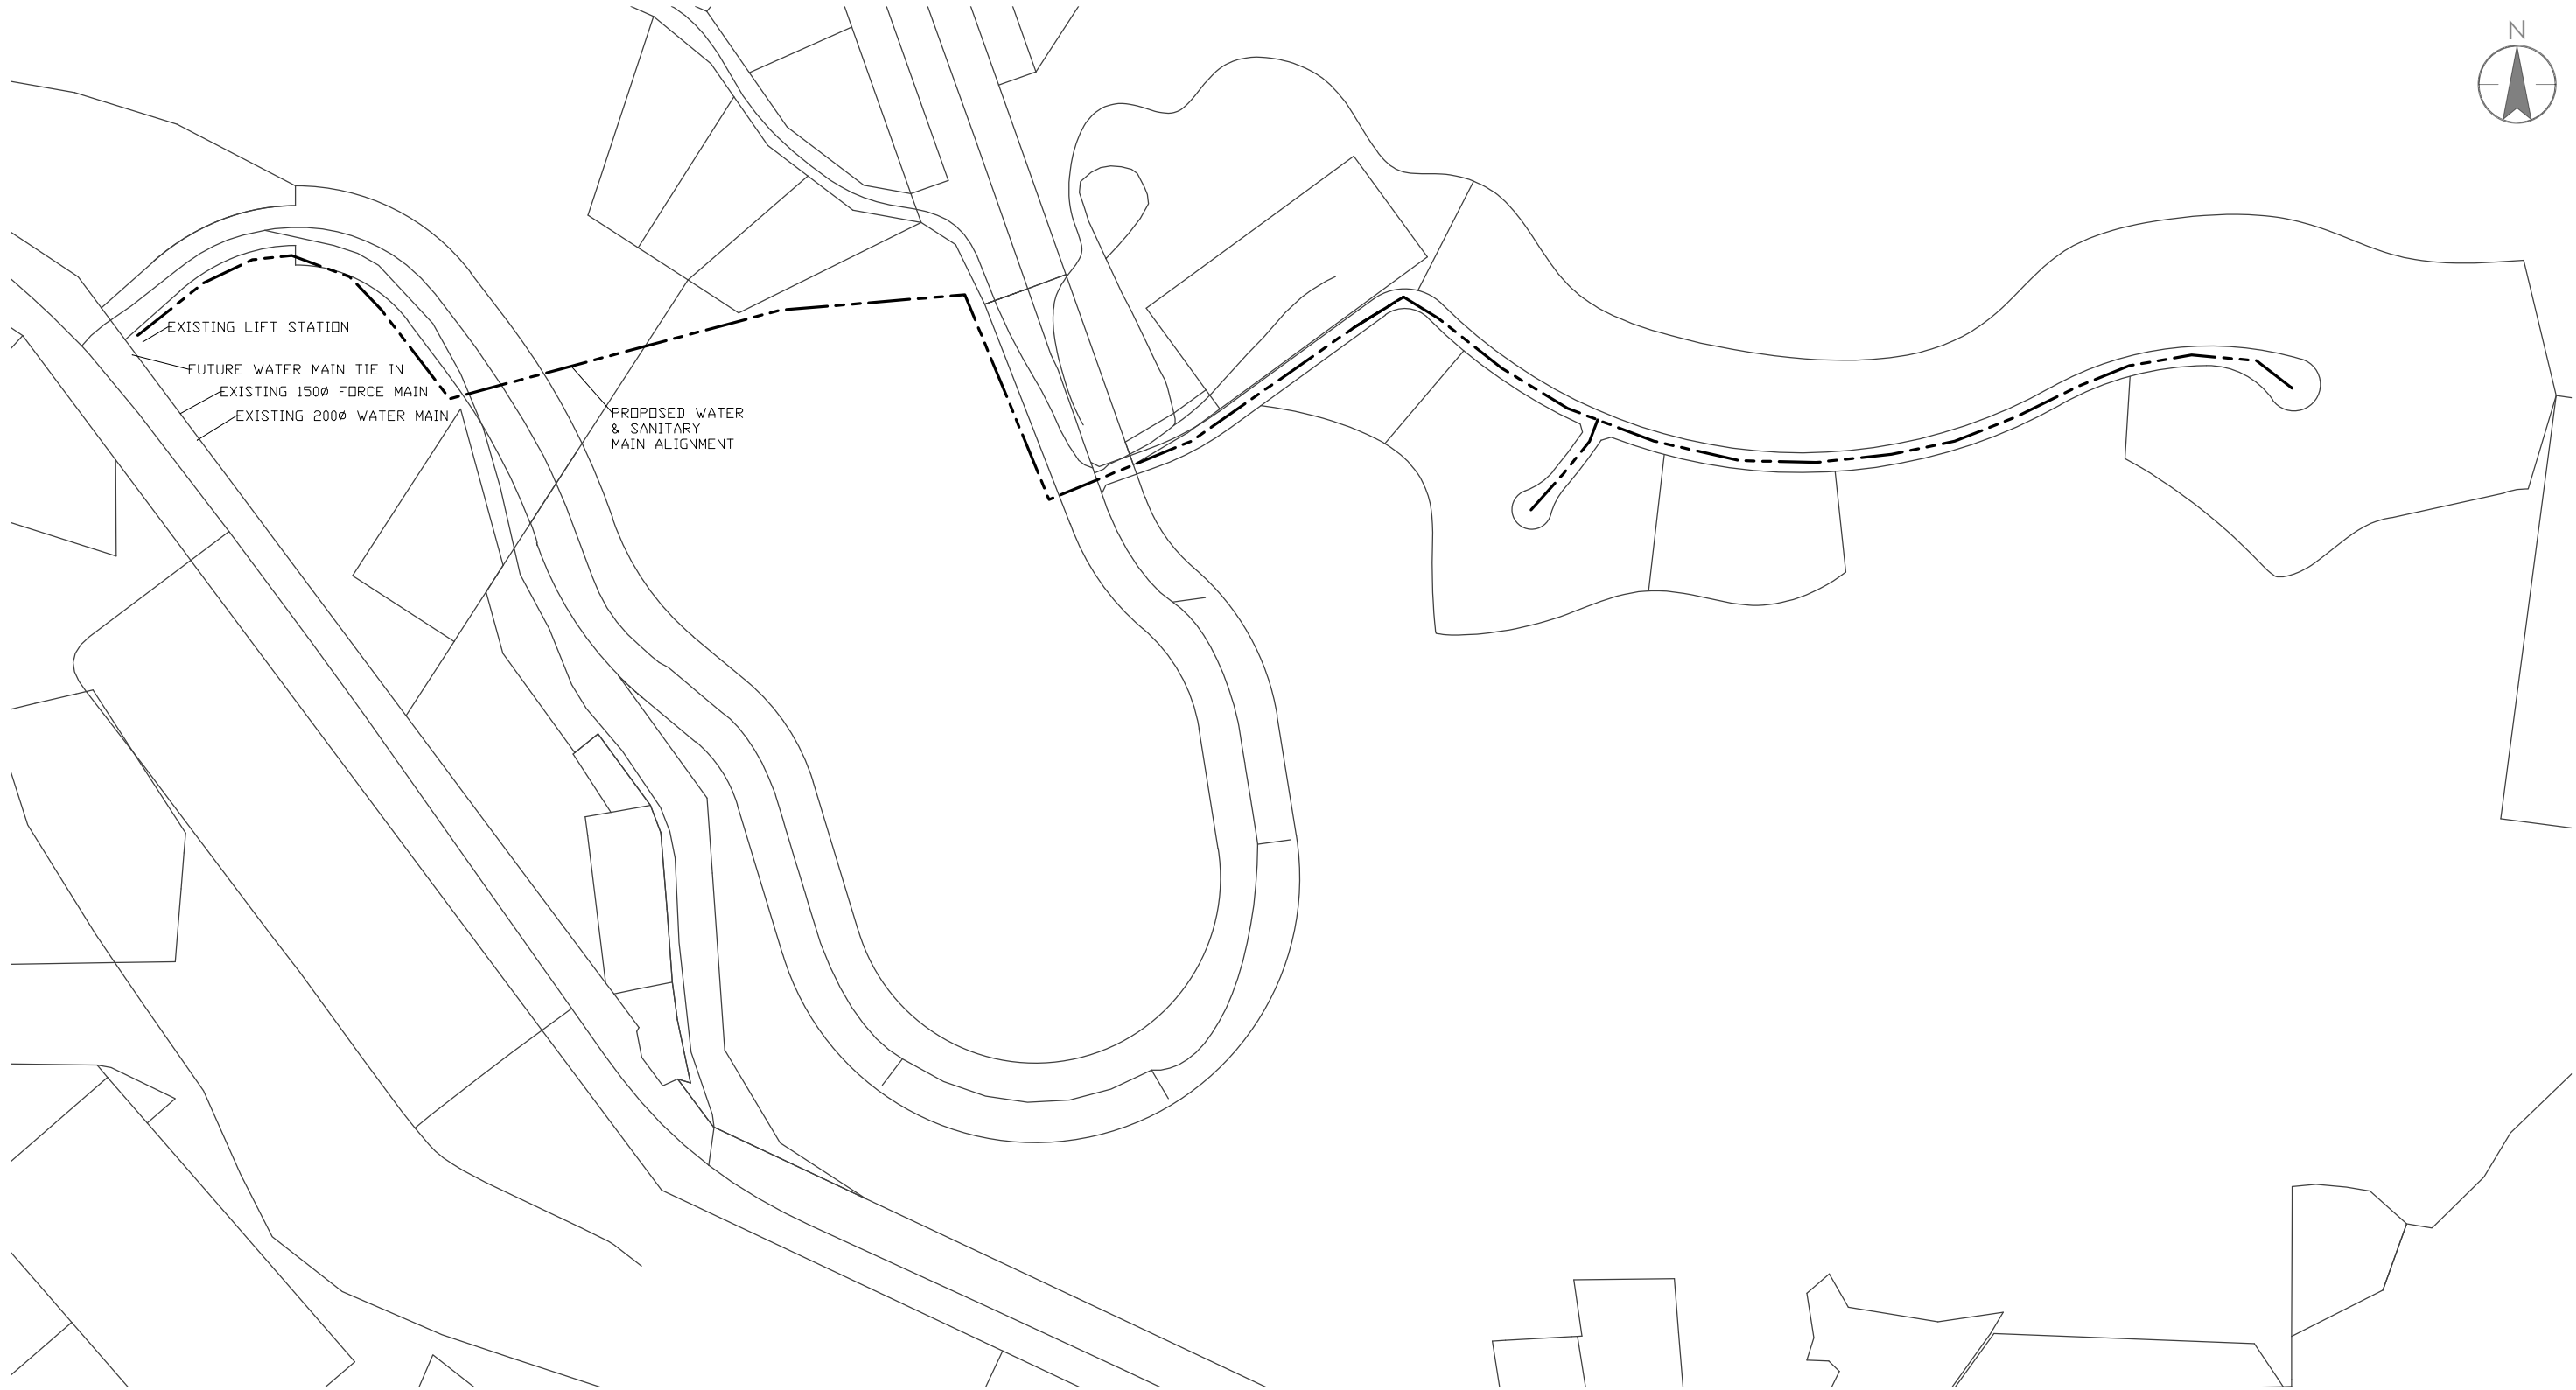 N
EXISTING LIFT STATION
FUTURE WATER MAIN TIE IN
EXISTING 150Ø FORCE MAIN
EXISTING 200Ø WATER MAIN
PROPOSED WATER
& SANITARY
MAIN ALIGNMENT